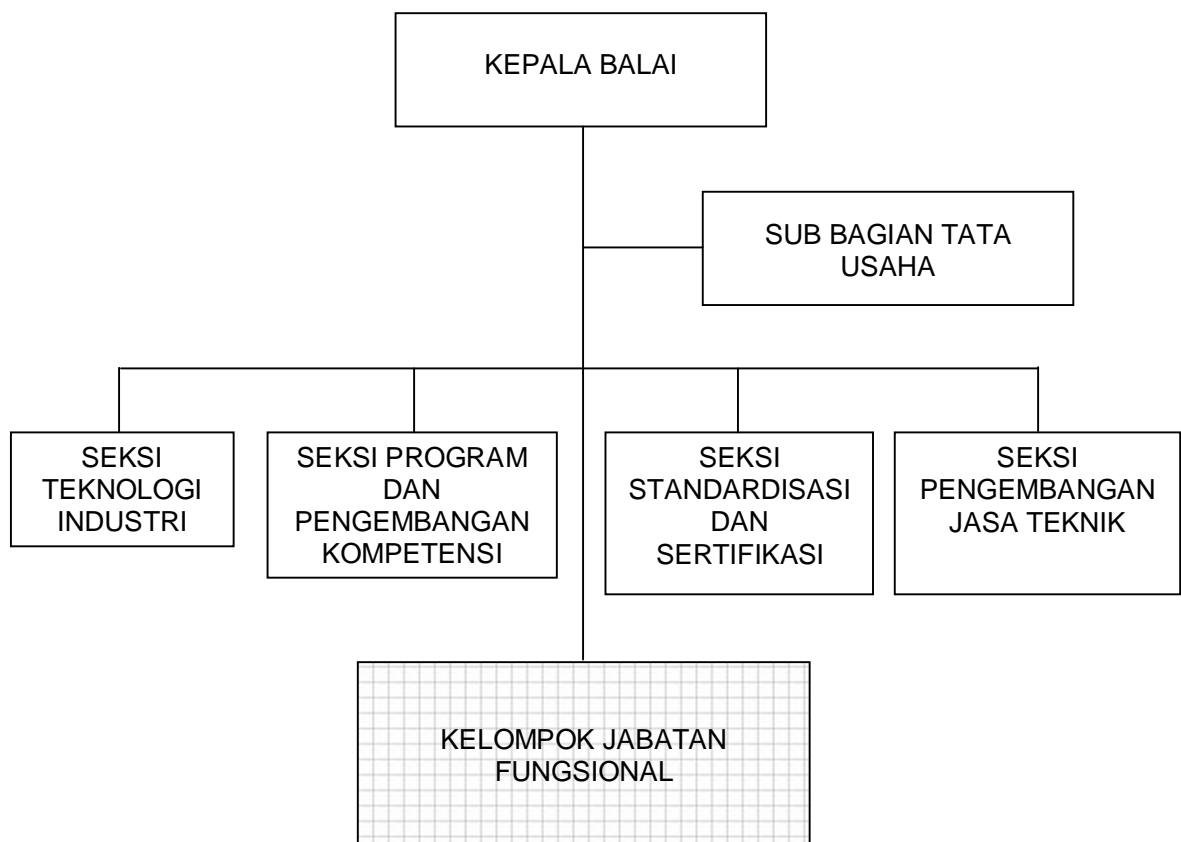 KEPALA BALAI
SUB BAGIAN TATA
USAHA
SEKSI
TEKNOLOGI
INDUSTRI
SEKSI PROGRAM
DAN
PENGEMBANGAN
KOMPETENSI
SEKSI
STANDARDISASI
DAN
SERTIFIKASI
SEKSI
PENGEMBANGAN
JASA TEKNIK
KELOMPOK JABATAN
FUNGSIONAL